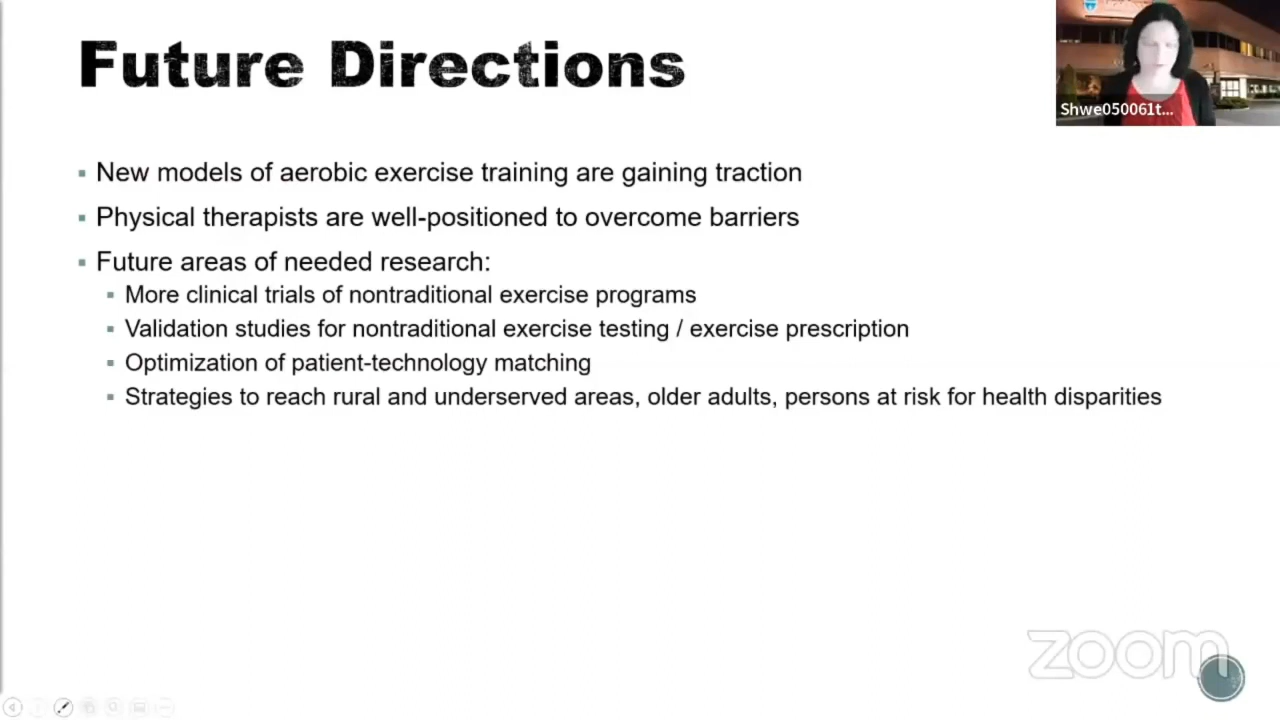 Future Directions
Shwe050061t...
New models of aerobic exercise training are gaining traction
Physical therapists are well-positioned to overcome barriers
Future areas of needed research:
More clinical trials of nontraditional exercise programs
Validation studies for nontraditional exercise testing / exercise prescription
Optimization of patient-technology matching
Strategies to reach rural and underserved areas, older adults, persons at risk for health disparities
zoom